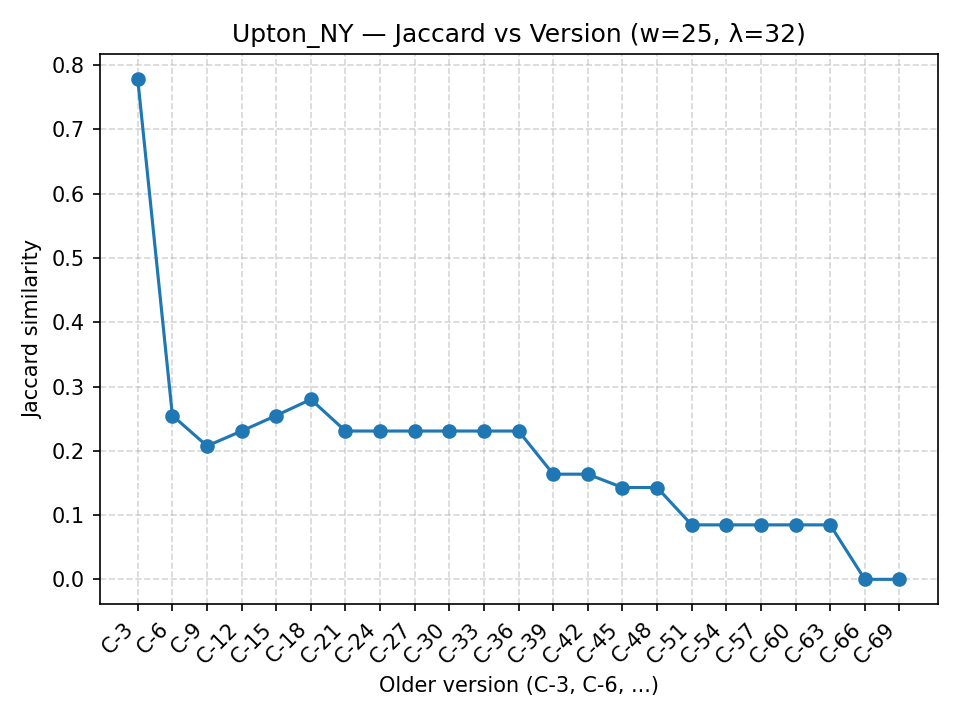 Upton_NY — Jaccard vs Version (w=25, λ=32)
Jaccard similarity
0.8
0.7
0.6
0.5
0.4
0.3
0.2
0.1
0.0
C-3 C-6 C-9 C-12 C-15 C-18 C-21 C-24 C-27 C-30 C-33 C-36 C-39 C-42 C-45 C-48 C-51 C-54 C-57 C-60 C-63 C-66 C-69
Older version (C-3, C-6, ...)